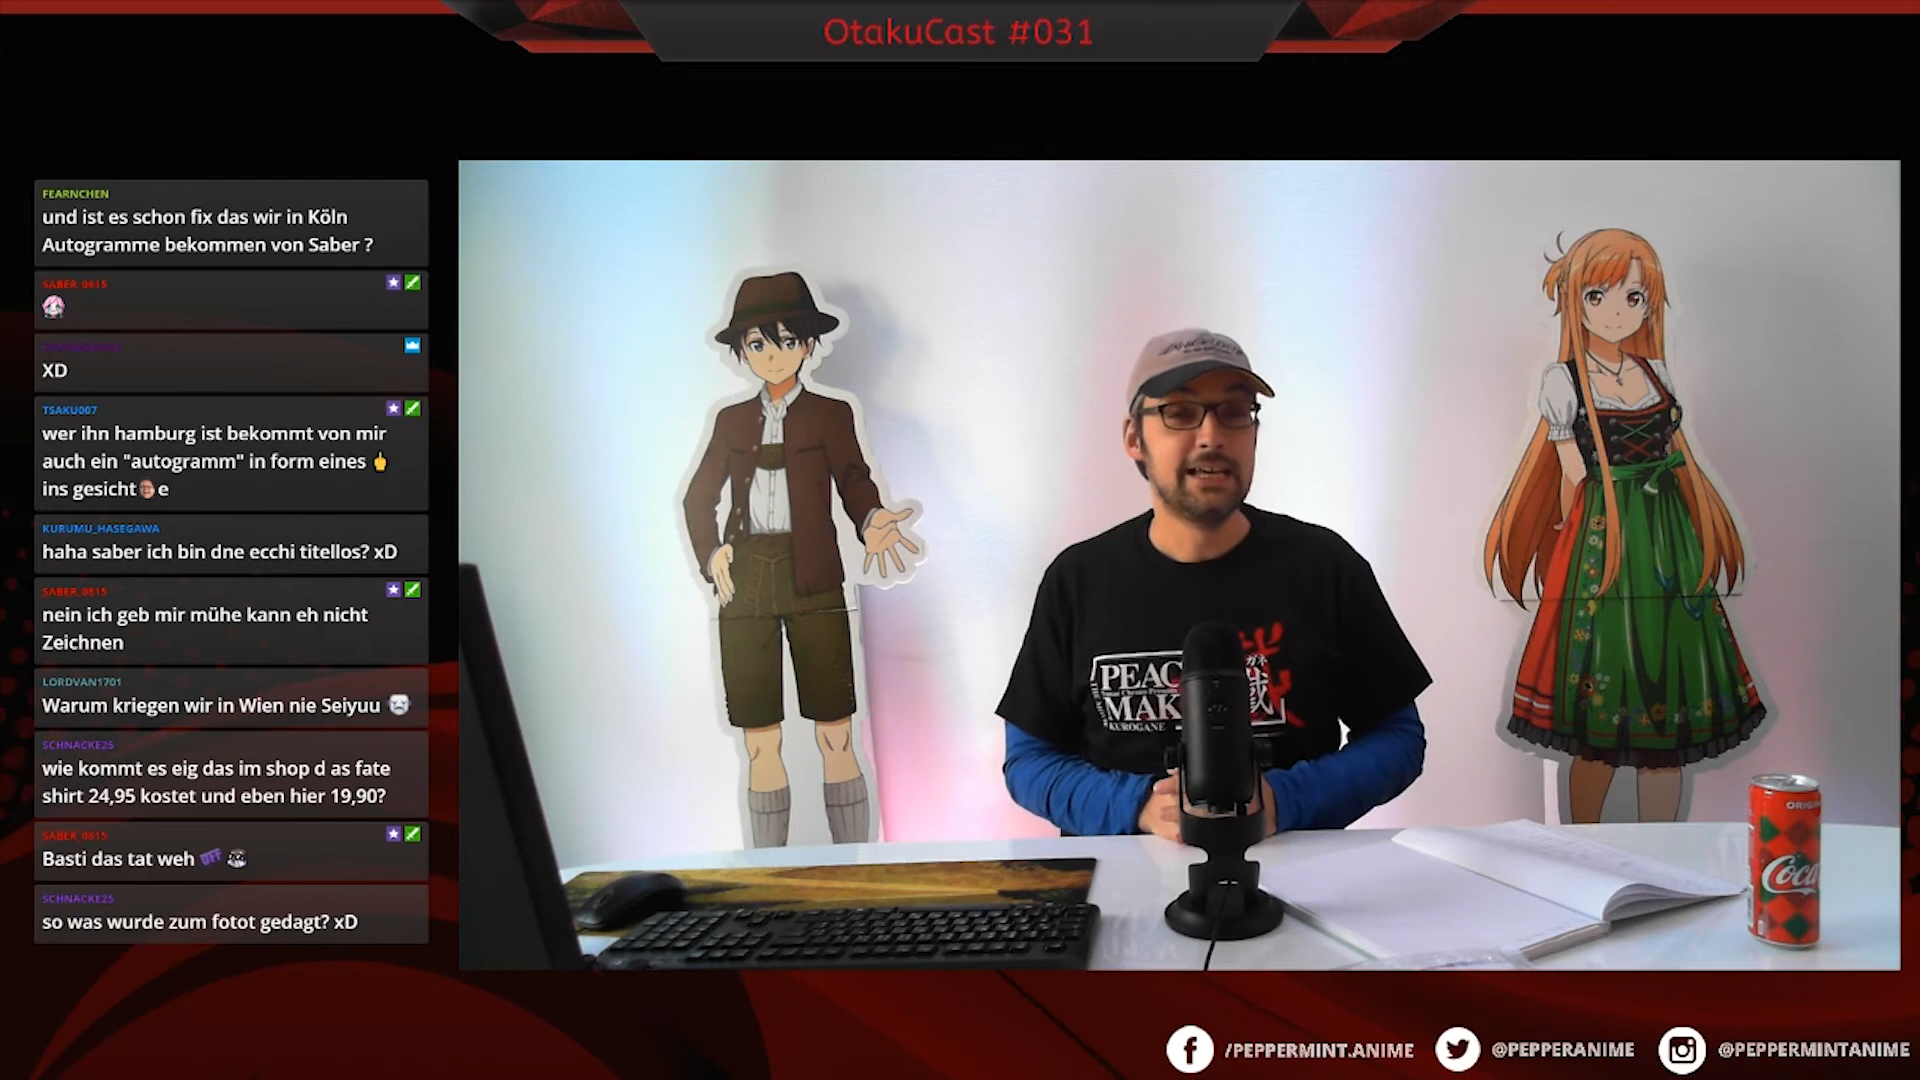 OtakuCast #031
FEARNCHEN
und ist es schon fix das wir in Köln
Autogramme bekommen von Saber ?
SABER_0815
XD
TSAKU007
wer ihn hamburg ist bekommt von mir
auch ein "autogramm" in form eines
ins gesicht e
KURUMU_HASEGAWA
haha saber ich bin dne ecchi titellos? xD
SABER_0815
nein ich geb mir mühe kann eh nicht
Zeichnen
LORDVAN1701
Warum kriegen wir in Wien nie Seiyuu
SCHNACKE25
wie kommt es eig das im shop d as fate
shirt 24,95 kostet und eben hier 19,90?
SABER_0815
Basti das tat weh OFF
SCHNACKE25
so was wurde zum fotot gedagt? xD
PEAC
MAK
KUROGANE
ORIG
Coca
/PEPPERMINT.ANIME
@PEPPERANIME
@PEPPERMINTANIME